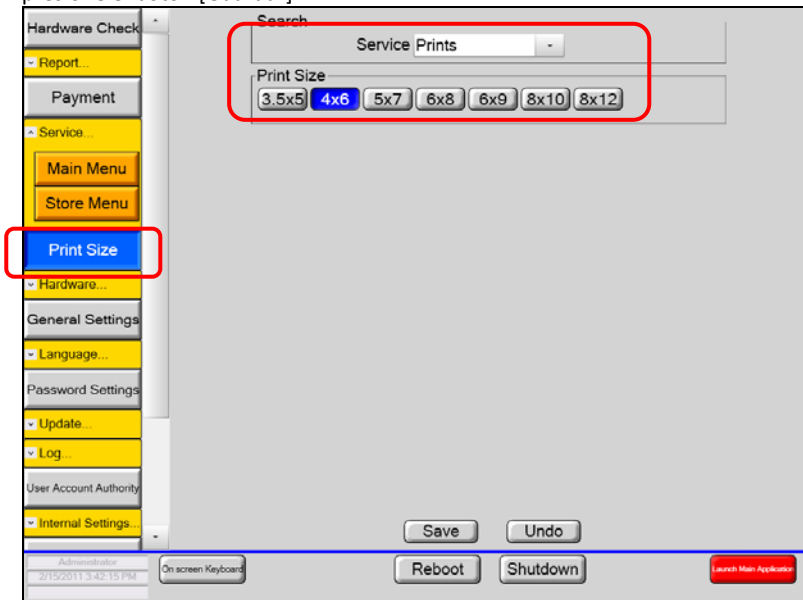 Hardware Check
Report...
Payment
Service...
Main Menu
Store Menu
Print Size
Hardware...
General Settings
Language...
Password Settings
Update...
Log...
User Account Authority
Internal Settings...
Search
Service Prints
Print Size
3.5x5 4x6 5x7 6x8 6x9 8x10 8x12
Save Undo
Administrator
2/15/2011 3:42:15 PM
On screen Keyboard
Reboot Shutdown
Launch Main Application